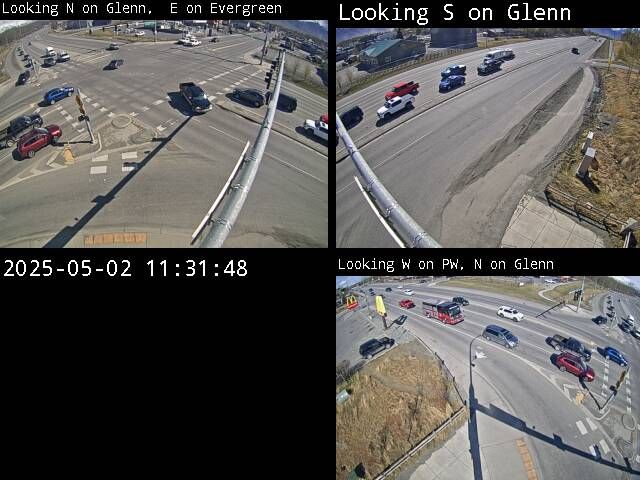 Looking N on Glenn, E on Evergreen
Looking S on Glenn
2025-05-02 11:31:48
Looking W on PW, N on Glenn